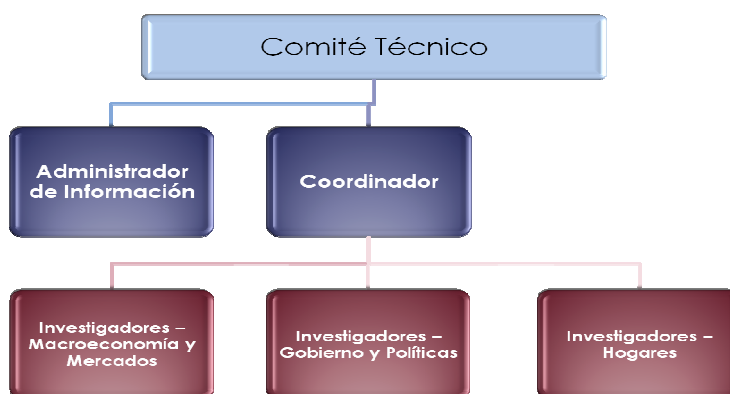 Comité Técnico
Administrador
de Información
Coordinador
Investigadores –
Macroeconomía y
Mercados
Investigadores –
Gobierno y Políticas
Investigadores –
Hogares